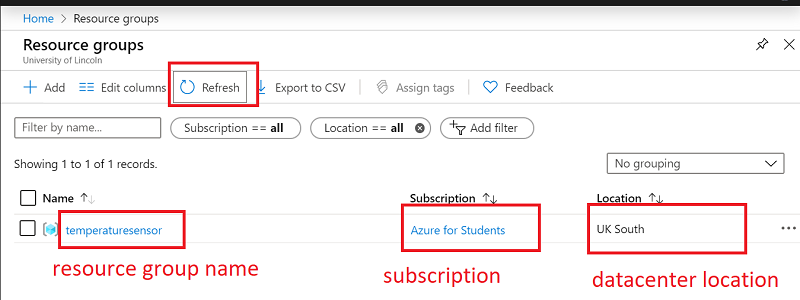 Home > Resource groups
Resource groups
University of Lincoln
Add Edit columns Refresh Export to CSV Assign tags Feedback
Filter by name... Subscription == all Location == all Add filter
Showing 1 to 1 of 1 records. No grouping
Name Subscription Location
temperaturesensor Azure for Students UK South
resource group name subscription datacenter location